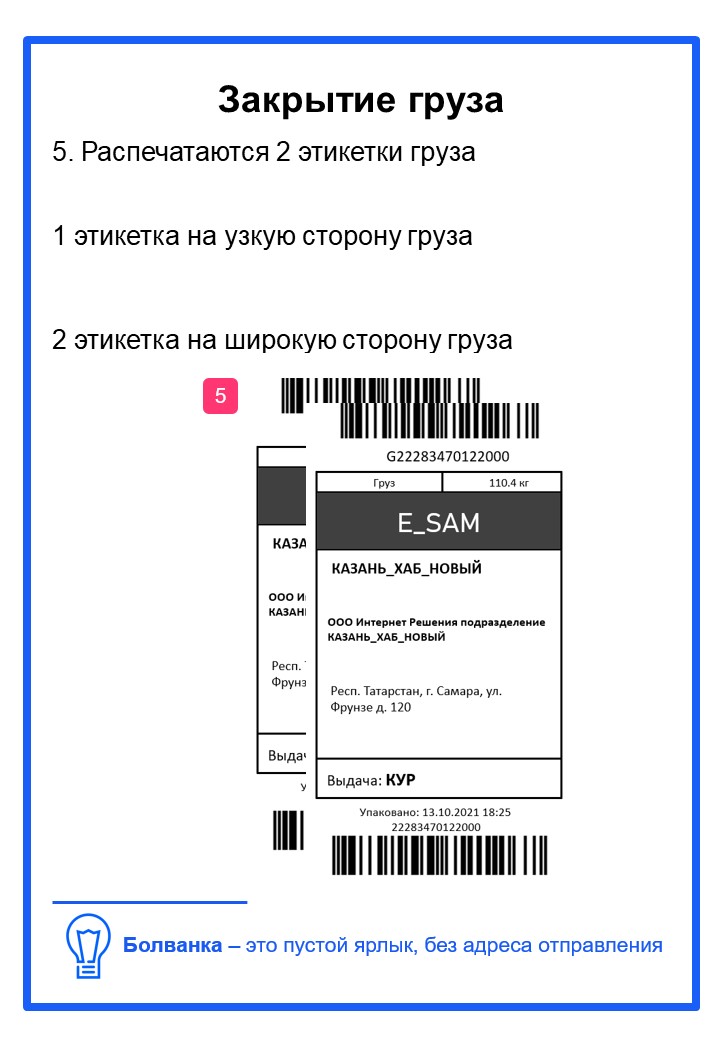 Закрытие груза
5. Распечатаются 2 этикетки груза
1 этикетка на узкую сторону груза
2 этикетка на широкую сторону груза
5
G22283470122000
Груз 110.4 кг
E_SAM
КАЗА
КАЗАНЬ_ХАБ_НОВЫЙ
ООО И
КАЗАН
ООО Интернет Решения подразделение
КАЗАНЬ_ХАБ_НОВЫЙ
Респ.
Фрунз
Респ. Татарстан, г. Самара, ул.
Фрунзе д. 120
Выда
Выдача: КУР
У
Упаковано: 13.10.2021 18:25
22283470122000
Болванка – это пустой ярлык, без адреса отправления